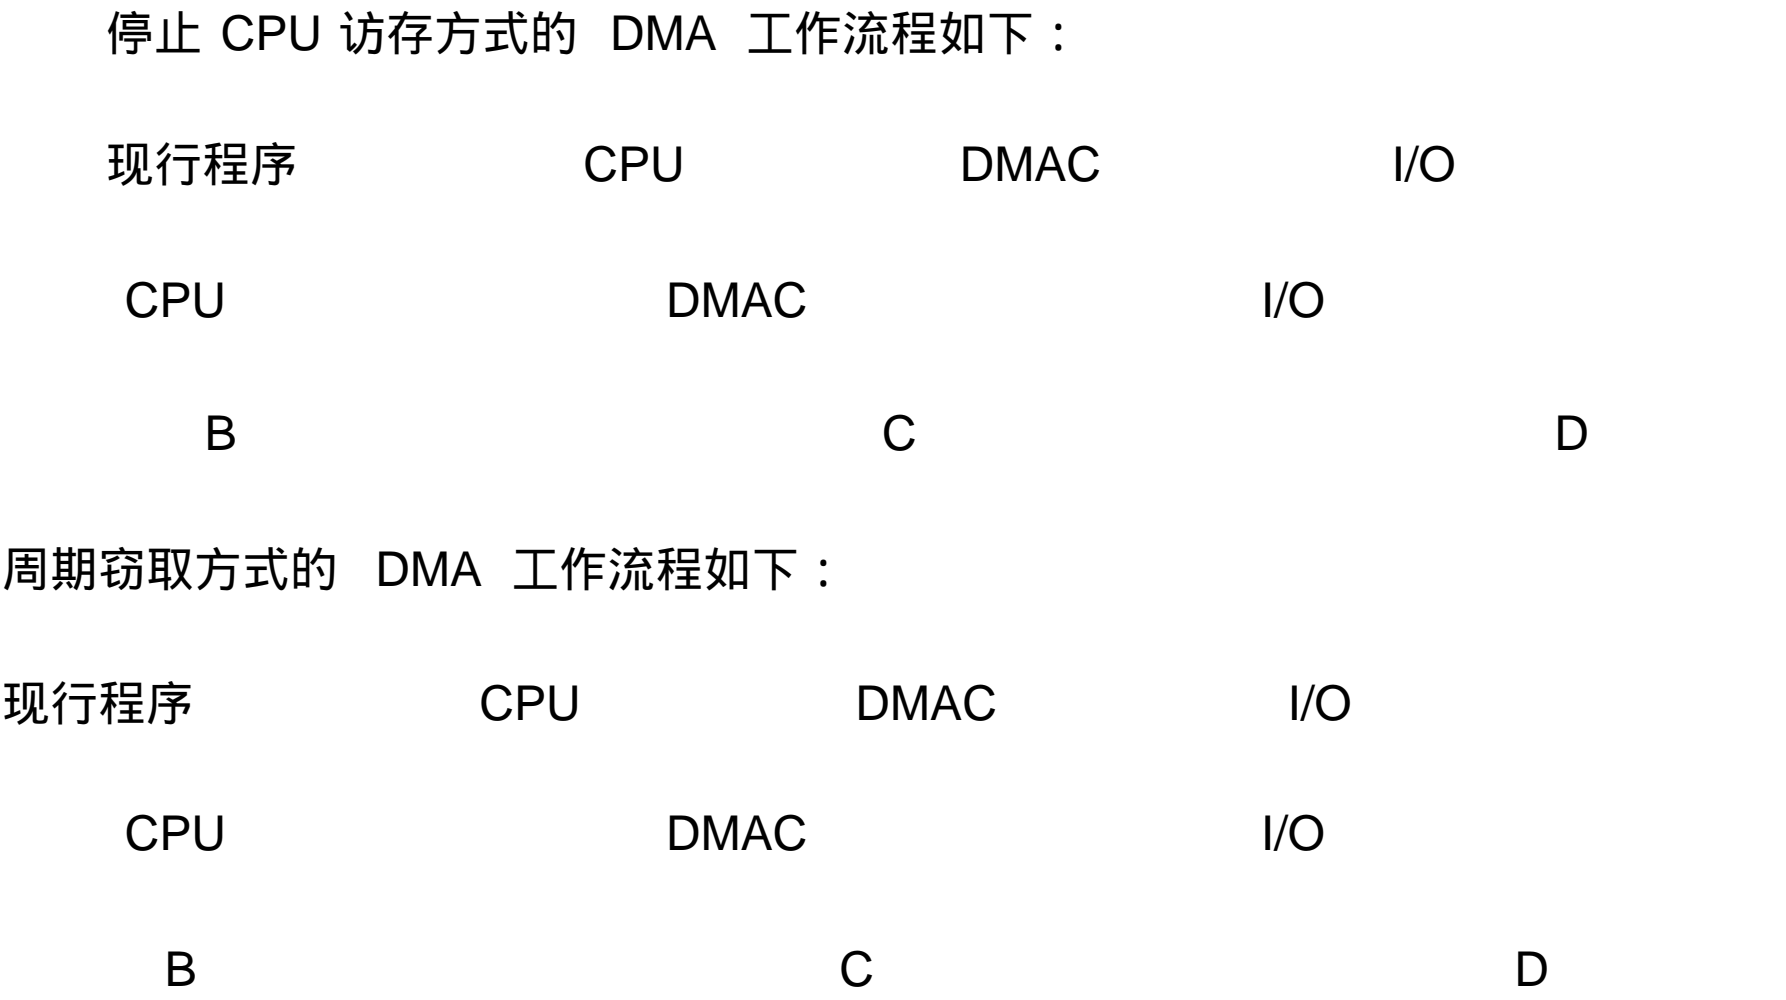 停止 CPU 访存方式的 DMA 工作流程如下：
现行程序 CPU DMAC I/O
CPU DMAC I/O
B C D
周期窃取方式的 DMA 工作流程如下：
现行程序 CPU DMAC I/O
CPU DMAC I/O
B C D